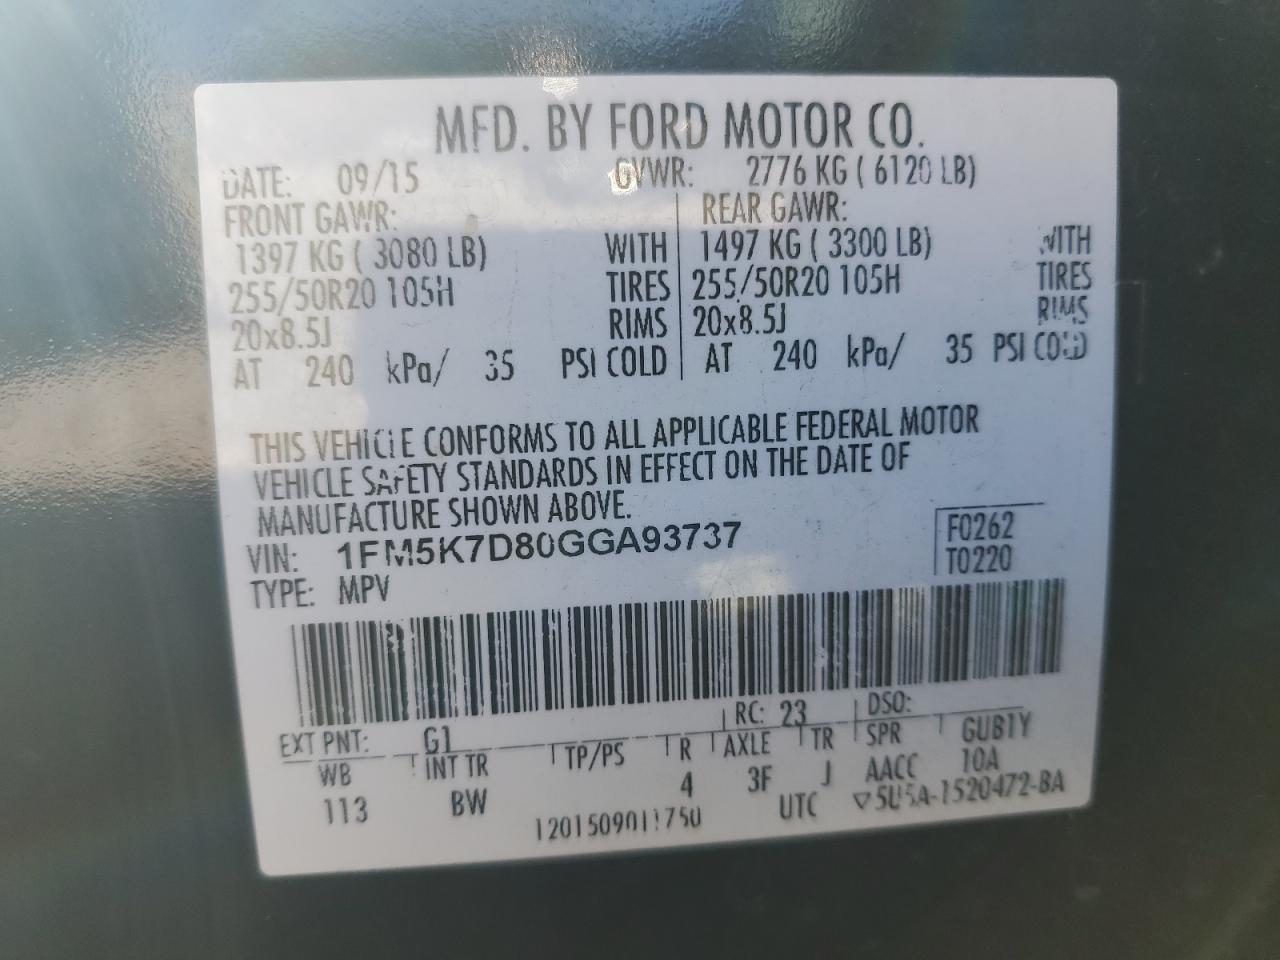 MFD. BY FORD MOTOR CO.
DATE: 09/15 GVWR: 2776 KG ( 6120 LB)
FRONT GAWR: REAR GAWR:
1397 KG ( 3080 LB) WITH 1497 KG ( 3300 LB) WITH
255/50R20 105H TIRES 255/50R20 105H TIRES
20x8.5J RIMS 20x8.5J RIMS
AT 240 kPa/ 35 PSI COLD AT 240 kPa/ 35 PSI COLD
THIS VEHICLE CONFORMS TO ALL APPLICABLE FEDERAL MOTOR
VEHICLE SAFETY STANDARDS IN EFFECT ON THE DATE OF
MANUFACTURE SHOWN ABOVE.
VIN: 1FM5K7D80GGA93737 F0262
TYPE: MPV T0220
EXT PNT: G1 RC: 23 DSO:
WB INT TR TP/PS R AXLE TR SPR GUB1Y
113 BW 4 3F J AACC 10A
1201509011750 UTC ▽5U5A-1520472-BA